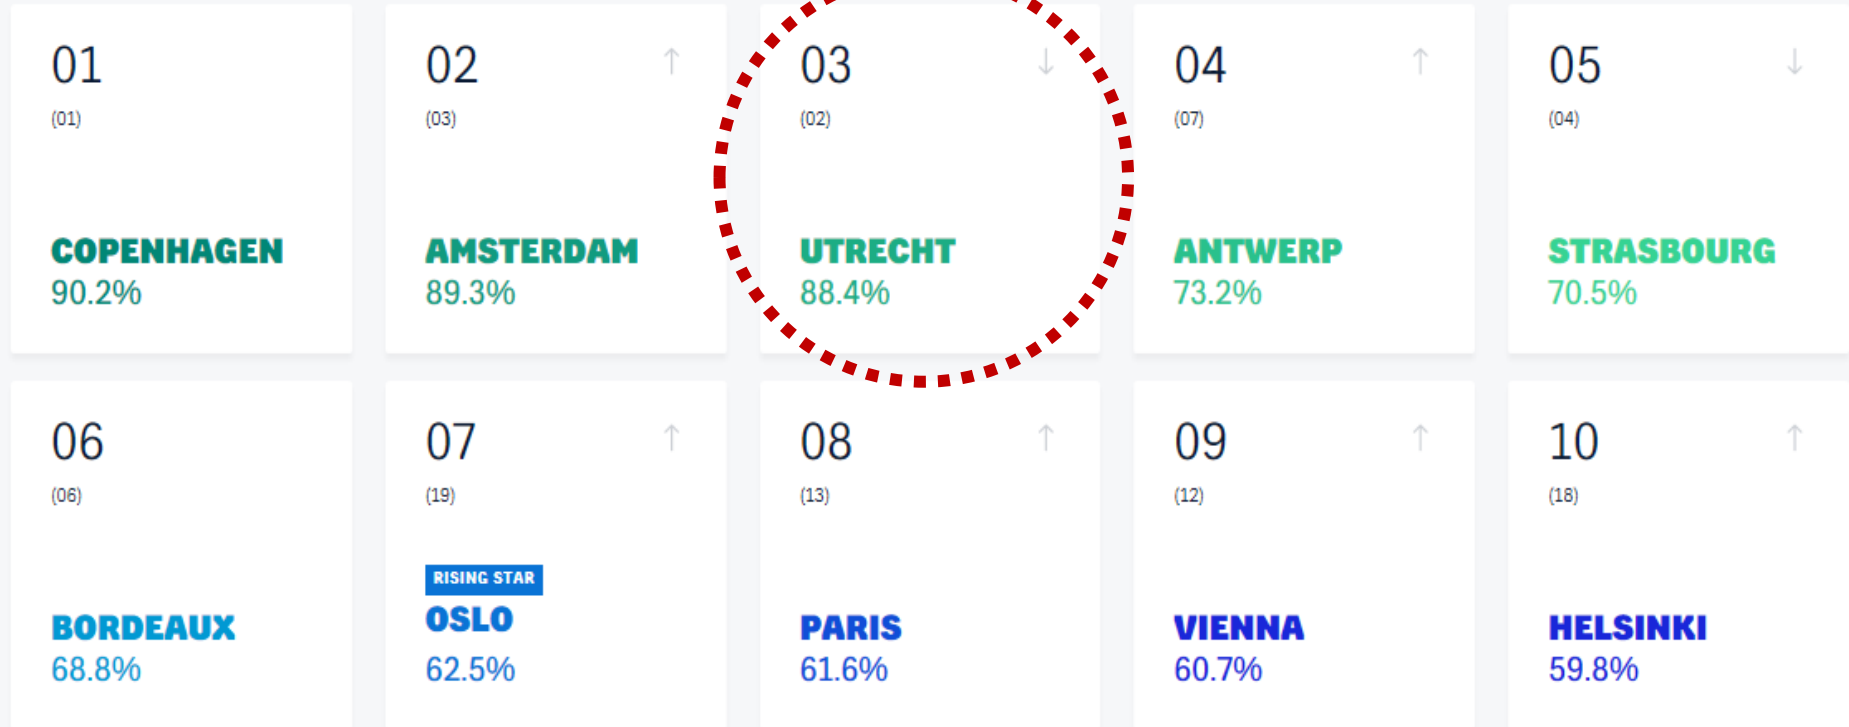 01
(01)
COPENHAGEN
90.2%
02 ↑
(03)
AMSTERDAM
89.3%
03 ↓
(02)
UTRECHT
88.4%
04 ↑
(07)
ANTWERP
73.2%
05 ↓
(04)
STRASBOURG
70.5%
06
(06)
BORDEAUX
68.8%
07 ↑
(19)
RISING STAR
OSLO
62.5%
08 ↑
(13)
PARIS
61.6%
09 ↑
(12)
VIENNA
60.7%
10 ↑
(18)
HELSINKI
59.8%